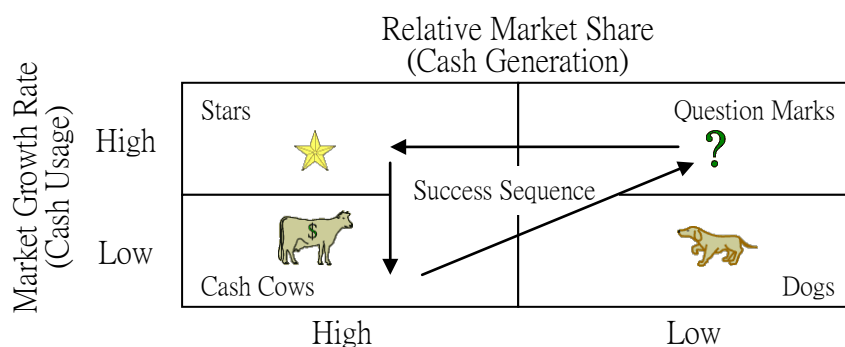 Relative Market Share
(Cash Generation)
Market Growth Rate
(Cash Usage)
Stars
Question Marks
High
?
Success Sequence
Low
$
Cash Cows
Dogs
High
Low